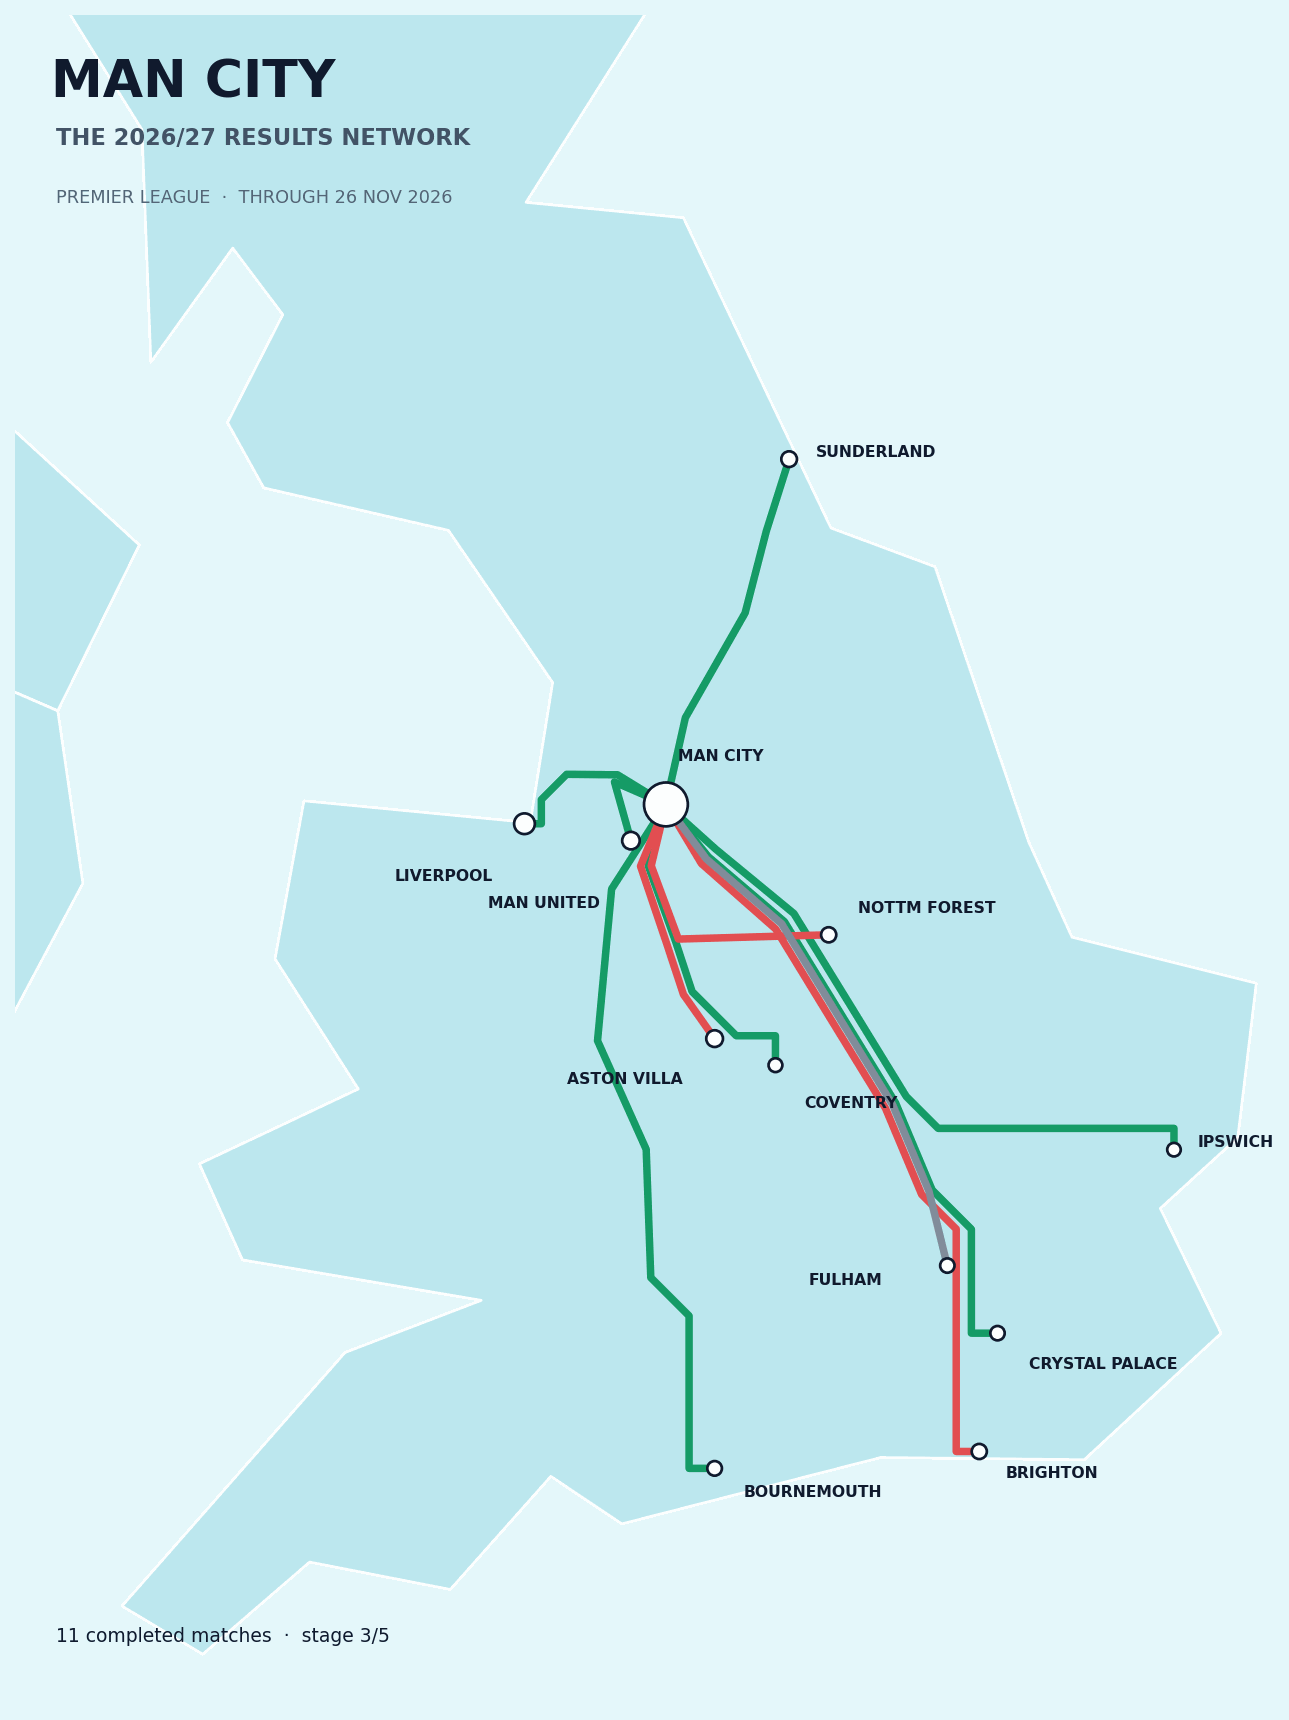 MAN CITY
THE 2026/27 RESULTS NETWORK
PREMIER LEAGUE · THROUGH 26 NOV 2026
SUNDERLAND
MAN CITY
LIVERPOOL
MAN UNITED
NOTTM FOREST
ASTON VILLA
COVENTRY
IPSWICH
FULHAM
CRYSTAL PALACE
BRIGHTON
BOURNEMOUTH
11 completed matches · stage 3/5